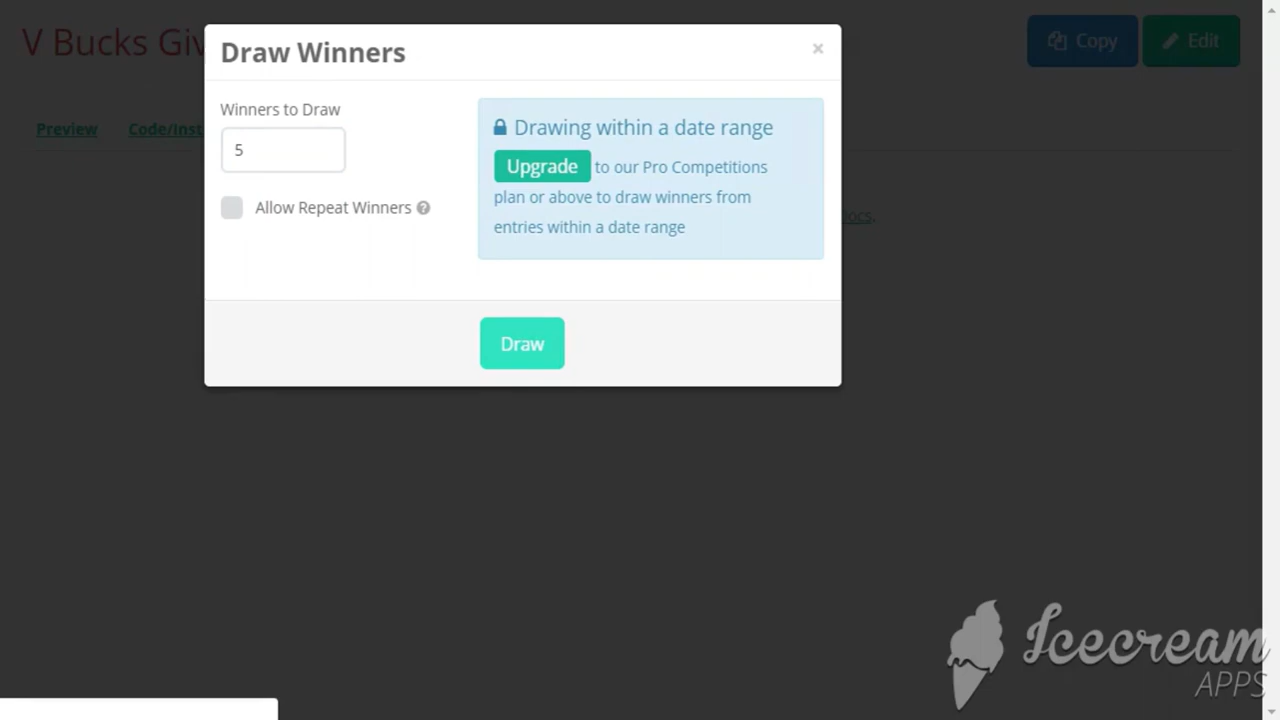 V Bucks Giv
Draw Winners
×
Copy
Edit
Preview
Code/Inst
Winners to Draw
5
Allow Repeat Winners ?
Drawing within a date range
Upgrade to our Pro Competitions
plan or above to draw winners from
entries within a date range
Draw
Icecream
APPS